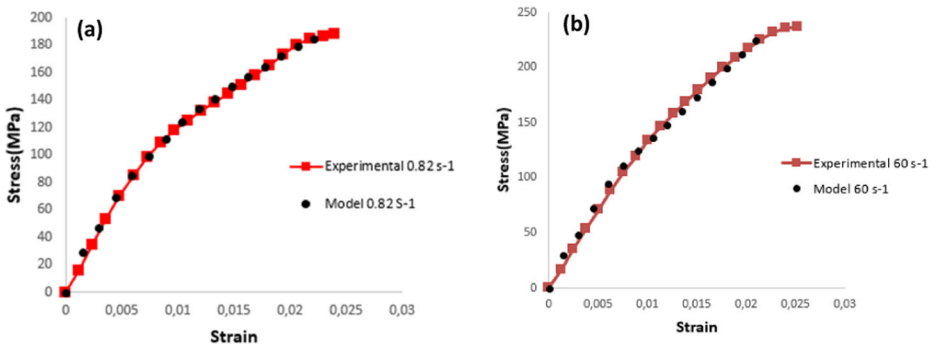 (a)
Stress(MPa)
200
180
160
140
120
100
80
60
40
20
0
0 0,005 0,01 0,015 0,02 0,025 0,03
Strain
Experimental 0.82 s-1
Model 0.82 S-1
(b)
Stress(MPa)
250
200
150
100
50
0
0 0,005 0,01 0,015 0,02 0,025 0,03
Strain
Experimental 60 s-1
Model 60 s-1